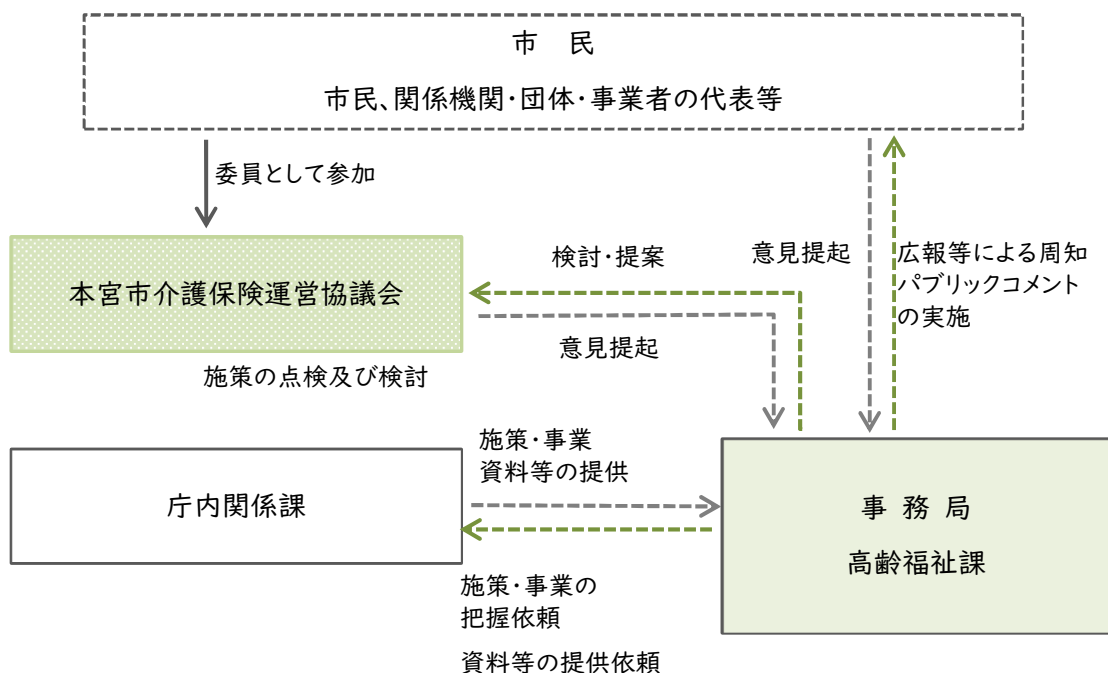 市　民
市民、関係機関・団体・事業者の代表等
委員として参加
本宮市介護保険運営協議会
施策の点検及び検討
検討・提案
意見提起
意見提起
広報等による周知
パブリックコメント
の実施
庁内関係課
施策・事業
資料等の提供
施策・事業の
把握依頼
資料等の提供依頼
事 務 局
高齢福祉課